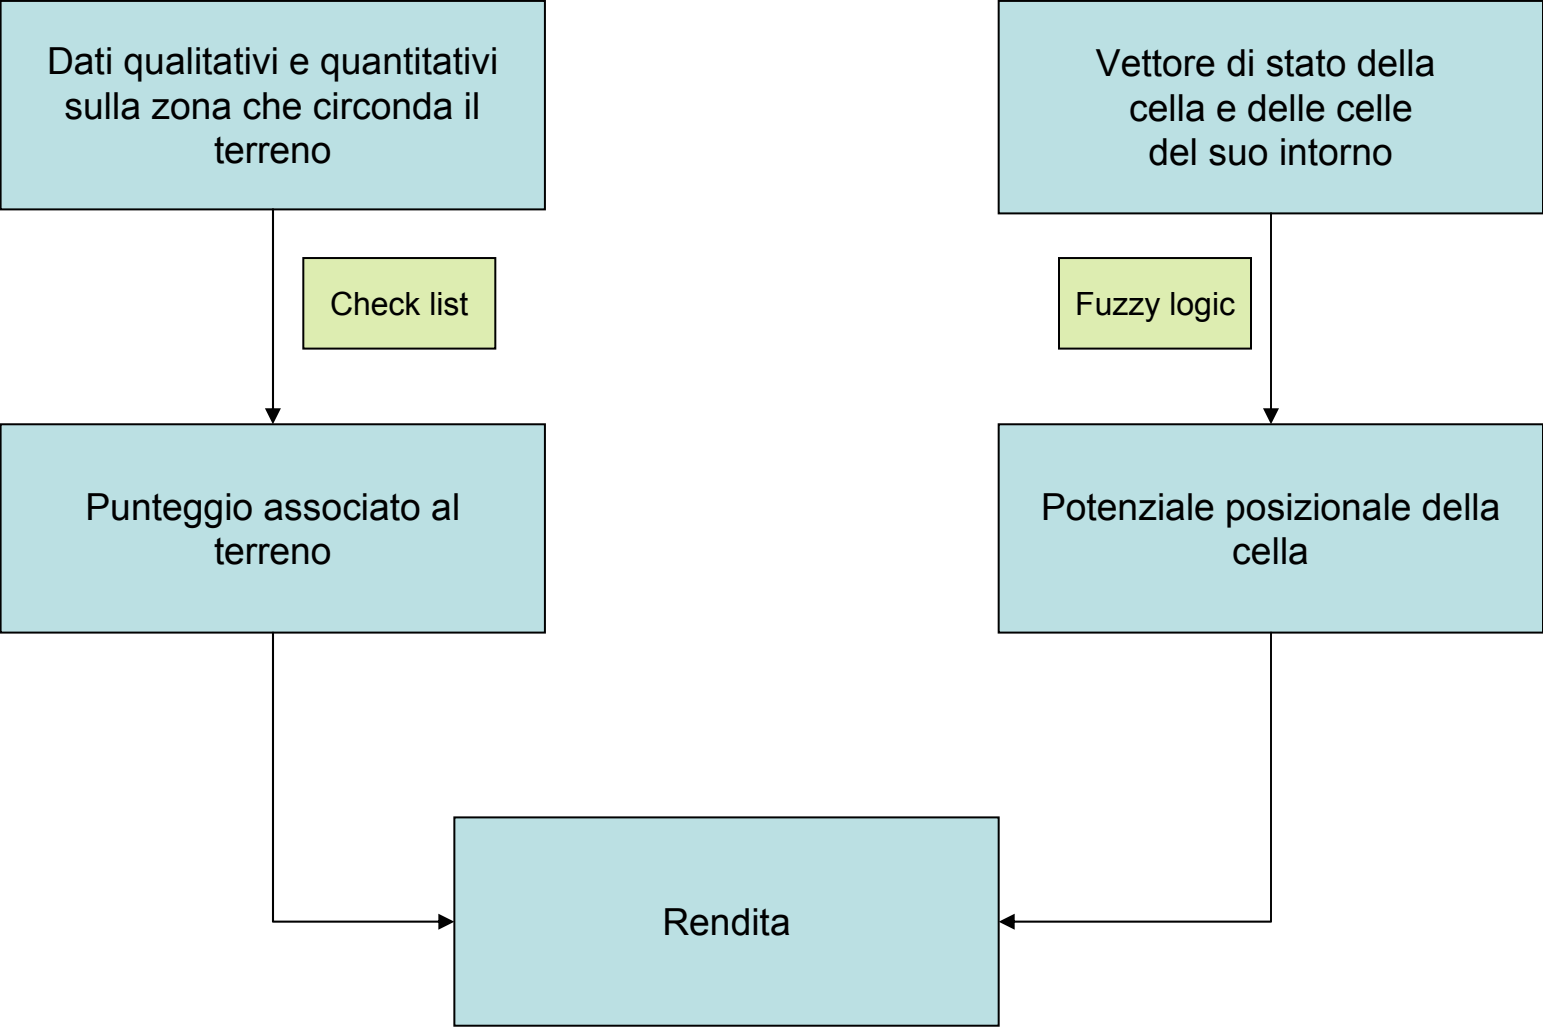 Dati qualitativi e quantitativi
sulla zona che circonda il
terreno
Vettore di stato della
cella e delle celle
del suo intorno
Check list
Fuzzy logic
Punteggio associato al
terreno
Potenziale posizionale della
cella
Rendita